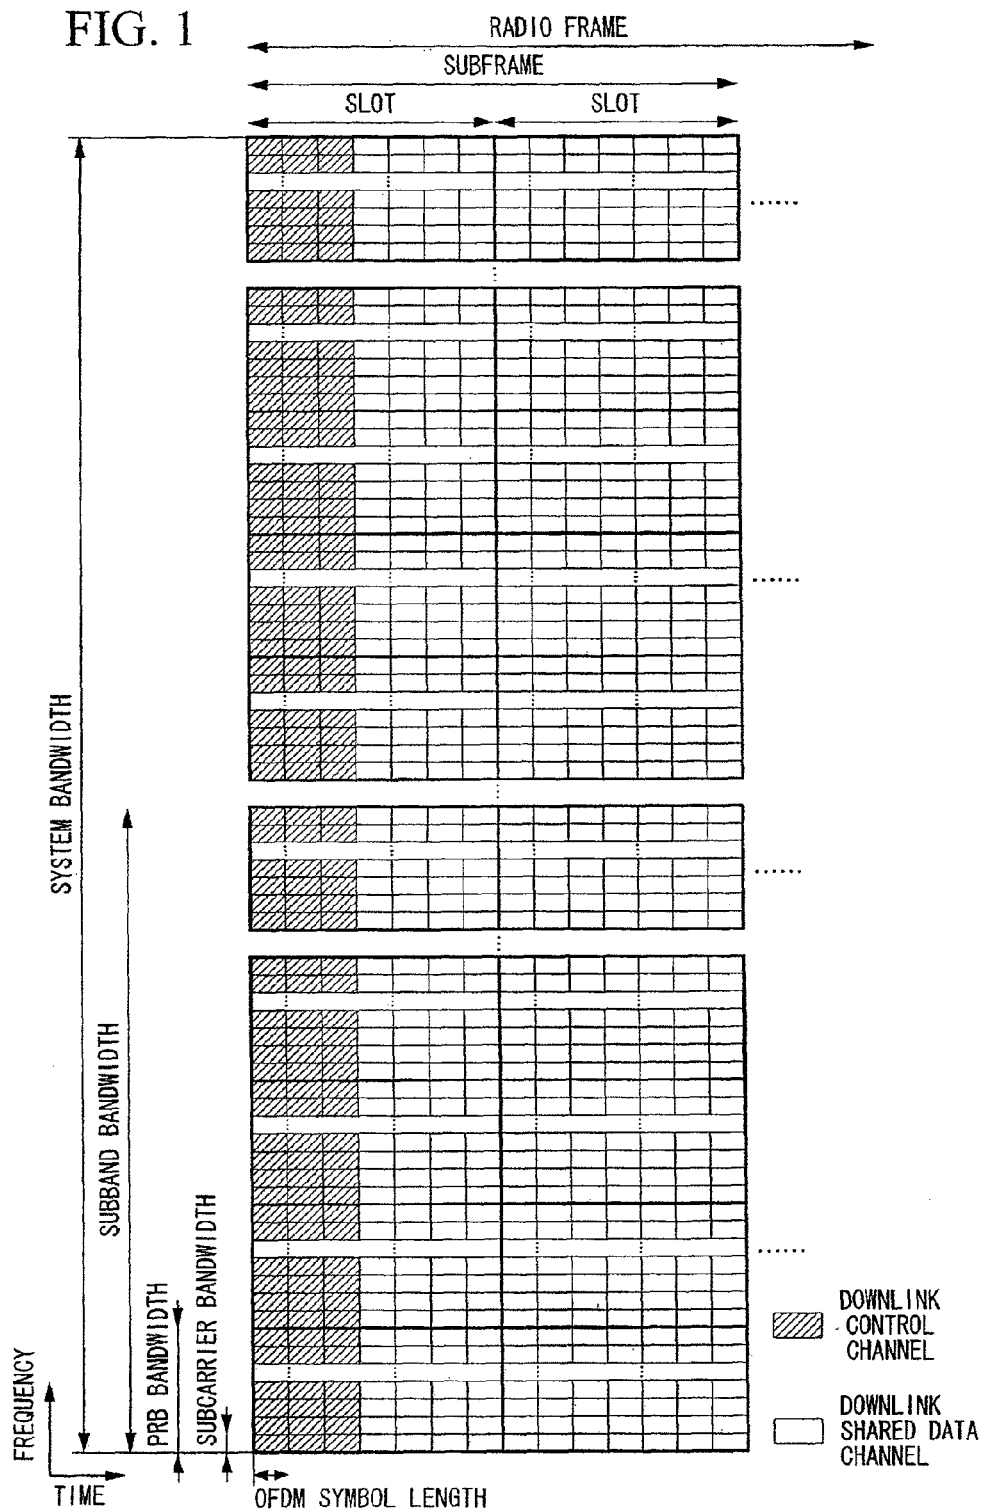 FIG. 1
RADIO FRAME
SUBFRAME
SLOT
SLOT
SYSTEM BANDWIDTH
SUBBAND BANDWIDTH
PRB BANDWIDTH
SUBCARRIER BANDWIDTH
FREQUENCY
TIME
OFDM SYMBOL LENGTH
DOWNLINK
CONTROL
CHANNEL
DOWNLINK
SHARED DATA
CHANNEL